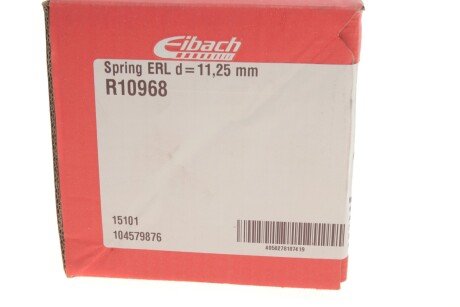 Eibach
Spring ERL d=11,25 mm
R10968
15101
104579876